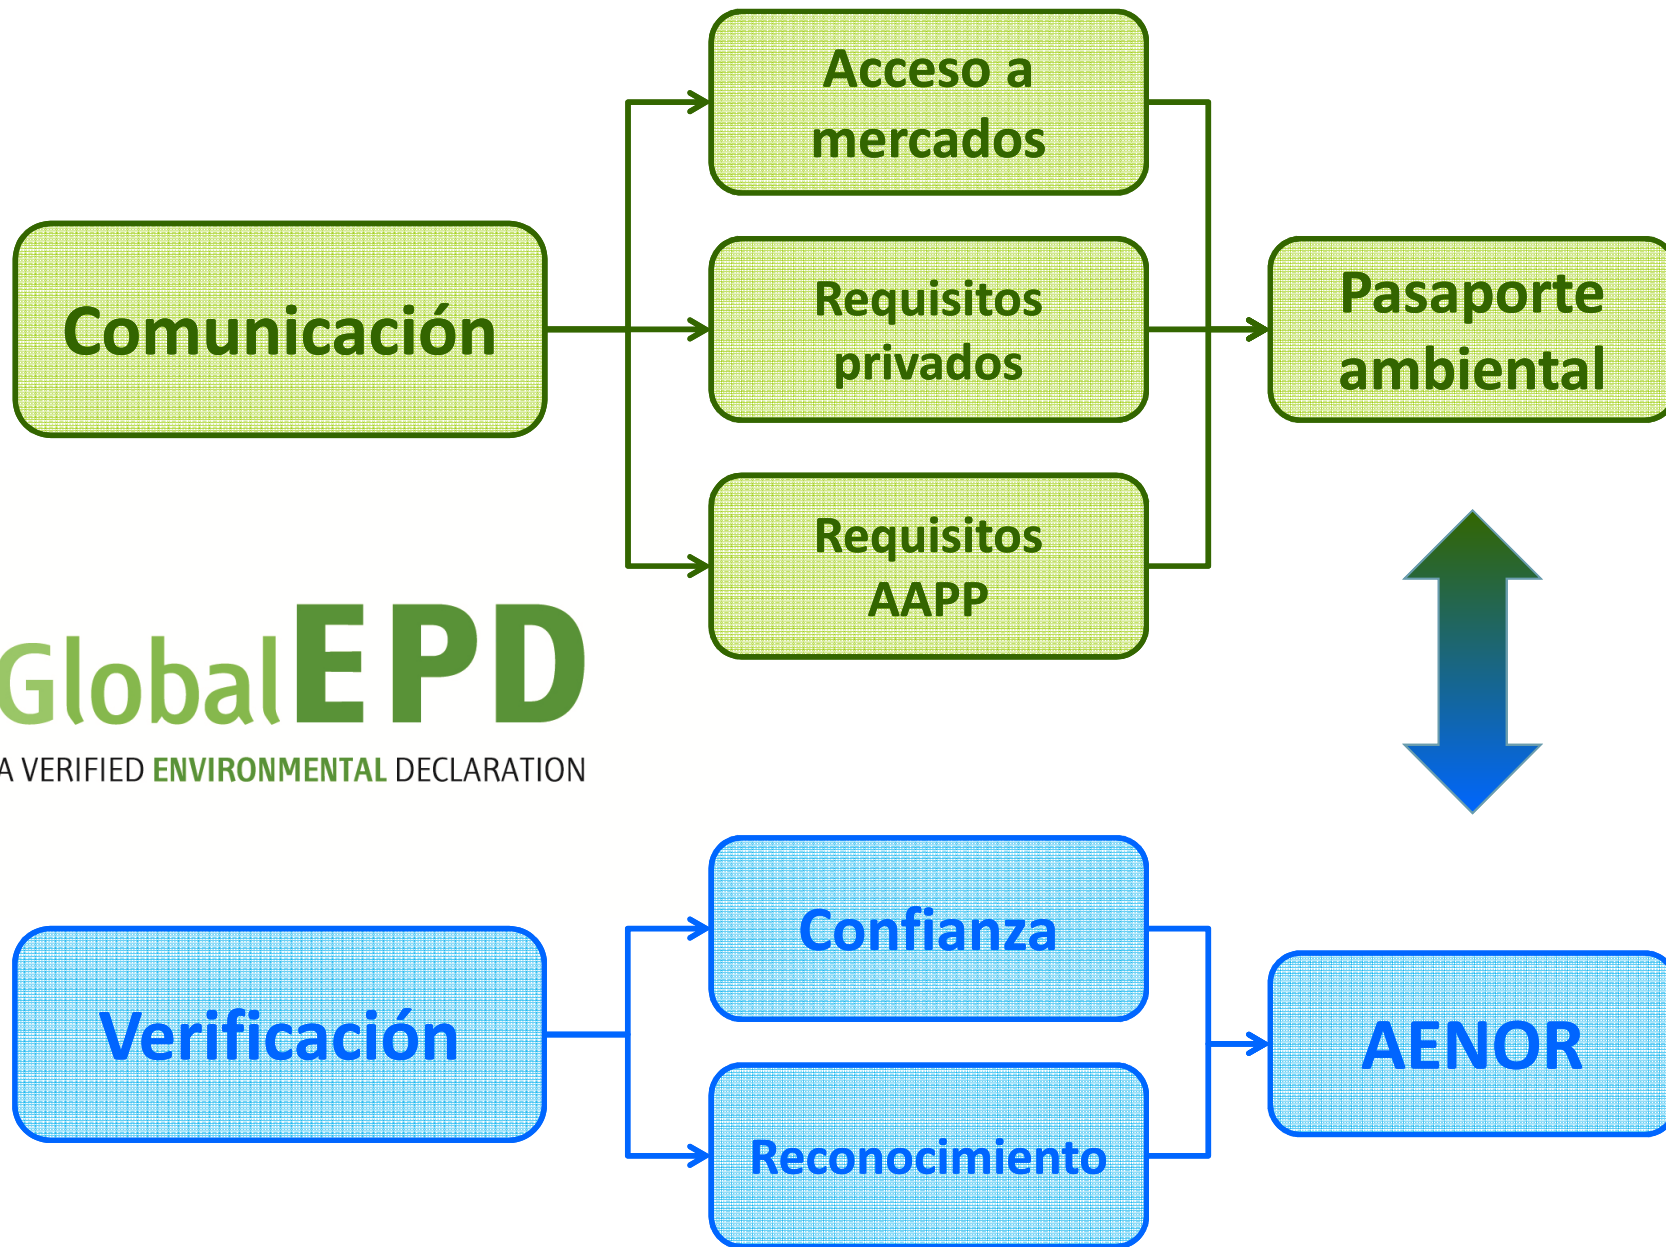 Acceso a
mercados
Comunicación
Requisitos
privados
Pasaporte
ambiental
Requisitos
AAPP
GlobalEPD
A VERIFIED ENVIRONMENTAL DECLARATION
Confianza
Verificación
AENOR
Reconocimiento